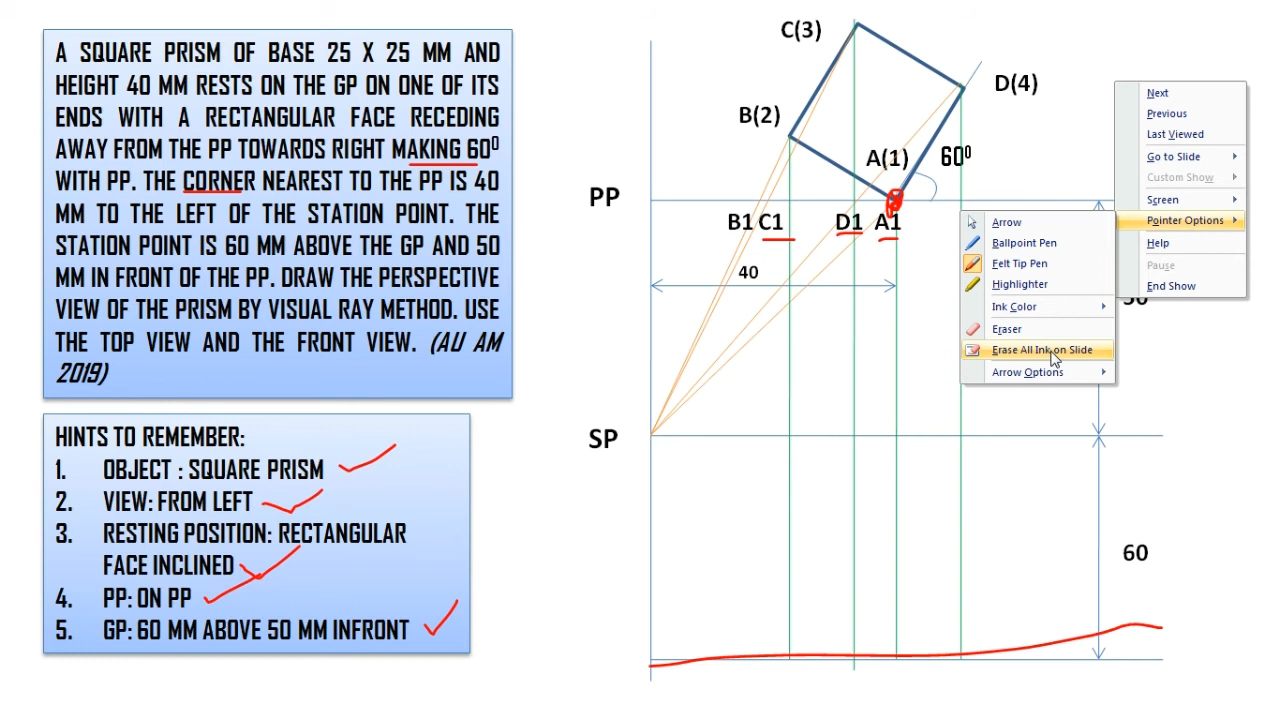 A SQUARE PRISM OF BASE 25 X 25 MM AND
HEIGHT 40 MM RESTS ON THE GP ON ONE OF ITS
ENDS WITH A RECTANGULAR FACE RECEDING
AWAY FROM THE PP TOWARDS RIGHT MAKING 60⁰
WITH PP. THE CORNER NEAREST TO THE PP IS 40
MM TO THE LEFT OF THE STATION POINT. THE
STATION POINT IS 60 MM ABOVE THE GP AND 50
MM IN FRONT OF THE PP. DRAW THE PERSPECTIVE
VIEW OF THE PRISM BY VISUAL RAY METHOD. USE
THE TOP VIEW AND THE FRONT VIEW. (AU AM
2019)
HINTS TO REMEMBER:
1. OBJECT : SQUARE PRISM
2. VIEW: FROM LEFT
3. RESTING POSITION: RECTANGULAR
FACE INCLINED
4. PP: ON PP
5. GP: 60 MM ABOVE 50 MM INFRONT
C(3)
D(4)
B(2)
A(1)
60⁰
PP
B1 C1 D1 A1
40
SP
60
Next
Previous
Last Viewed
Go to Slide
Custom Show
Screen
Pointer Options
Help
Pause
End Show
Arrow
Ballpoint Pen
Felt Tip Pen
Highlighter
Ink Color
Eraser
Erase All Ink on Slide
Arrow Options